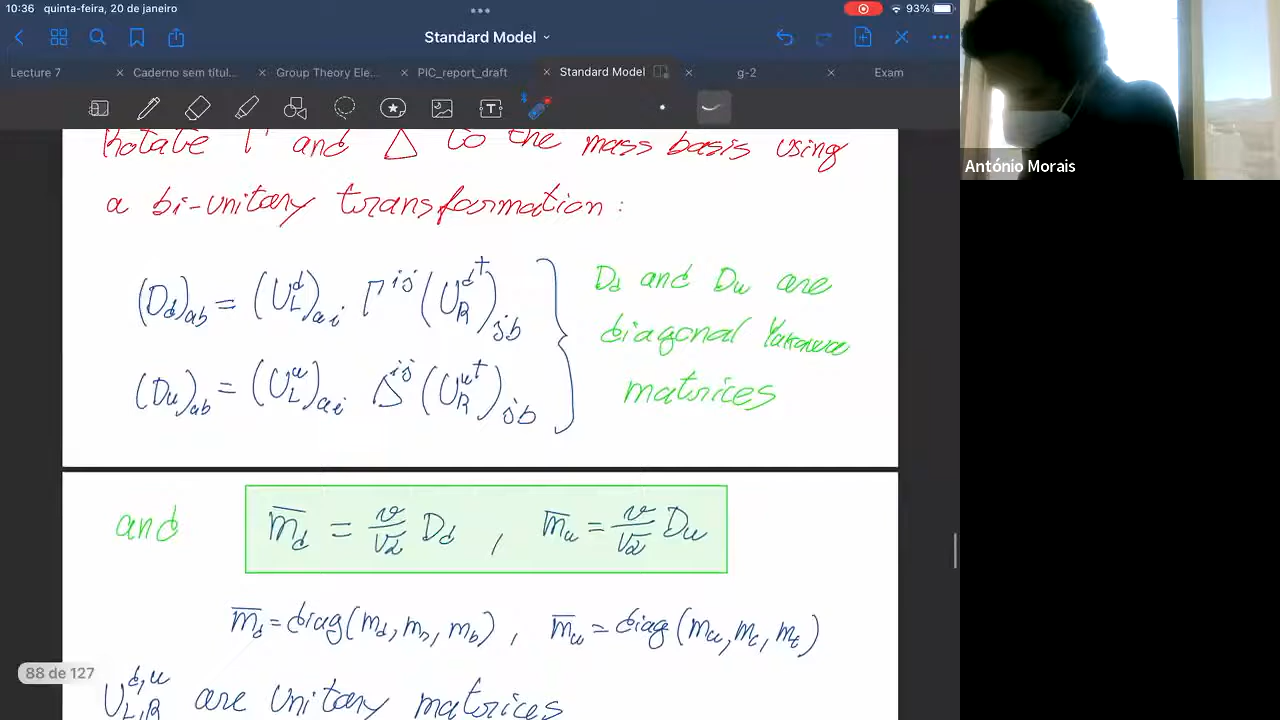 10:36 quinta-feira, 20 de janeiro
93%
Standard Model
Lecture 7
Caderno sem títul...
Group Theory Ele...
PIC_report_draft
Standard Model
g-2
Exam
António Morais
Rotate Γ and Δ to the mass basis using
a bi-unitary transformation :
(D_d)_ab = (U_L^d)_ai Γ^ij (U_R^d†)_jb
(D_u)_ab = (U_L^u)_ai Δ^ij (U_R^u†)_jb
D_d and D_u are
diagonal Yukawa
matrices
and
m̅_d = v/√2 D_d , m̅_u = v/√2 D_u
m̅_d = diag(m_d, m_s, m_b) , m̅_u = diag(m_u, m_c, m_t)
88 de 127
U_L,R^d,u are unitary matrices